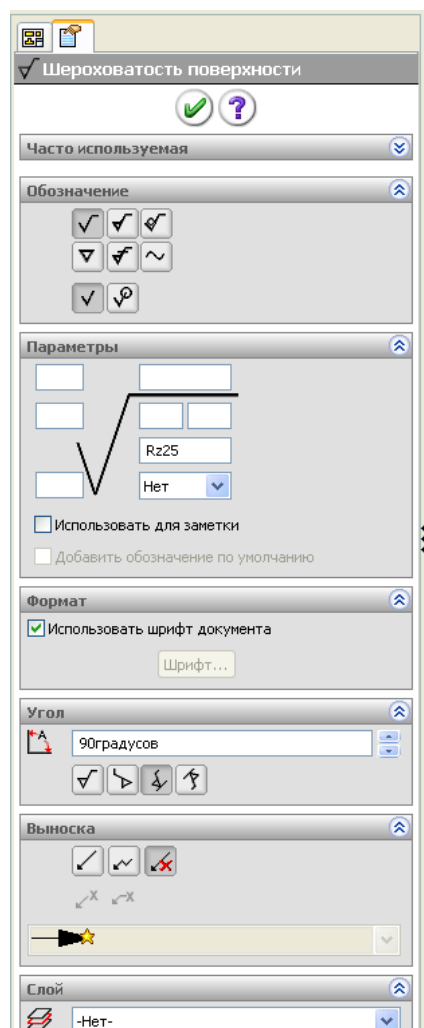 Шероховатость поверхности
Часто используемая
Обозначение
Параметры
Rz25
Нет
Использовать для заметки
Добавить обозначение по умолчанию
Формат
Использовать шрифт документа
Шрифт...
Угол
90градусов
Выноска
Слой
-Нет-